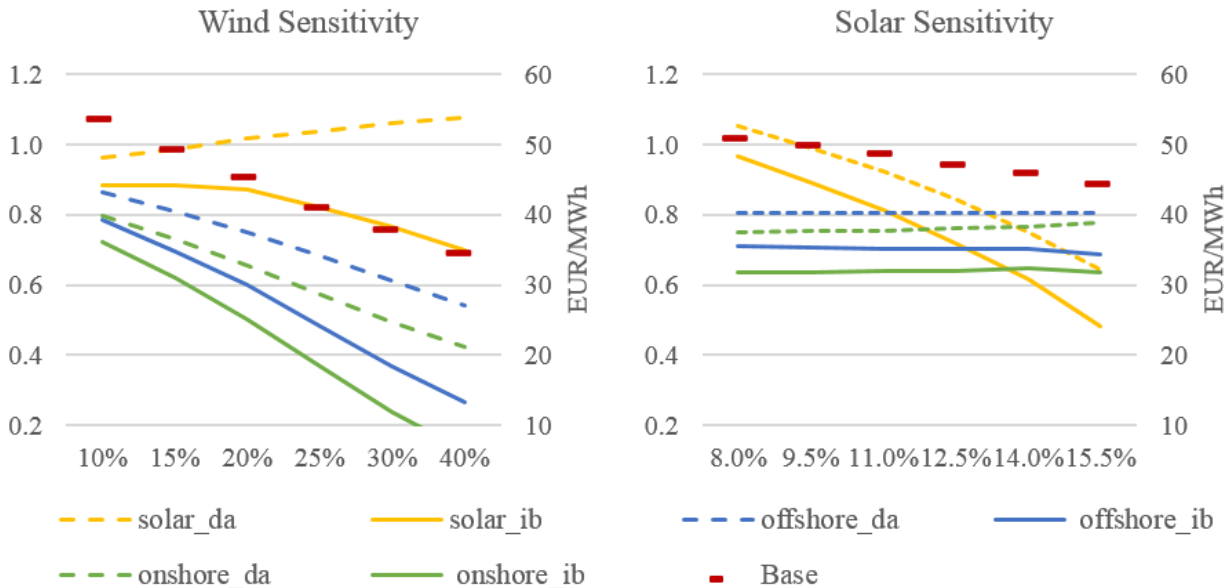 Wind Sensitivity
Solar Sensitivity
1.2 60 1.2 60
1.0 50 1.0 50
0.8 40 0.8 40
0.6 30 0.6 30
0.4 20 0.4 20
0.2 10 0.2 10
EUR/MWh
EUR/MWh
10% 15% 20% 25% 30% 40%
8.0% 9.5% 11.0% 12.5% 14.0% 15.5%
solar_da solar_ib offshore_da offshore_ib
onshore_da onshore_ib Base